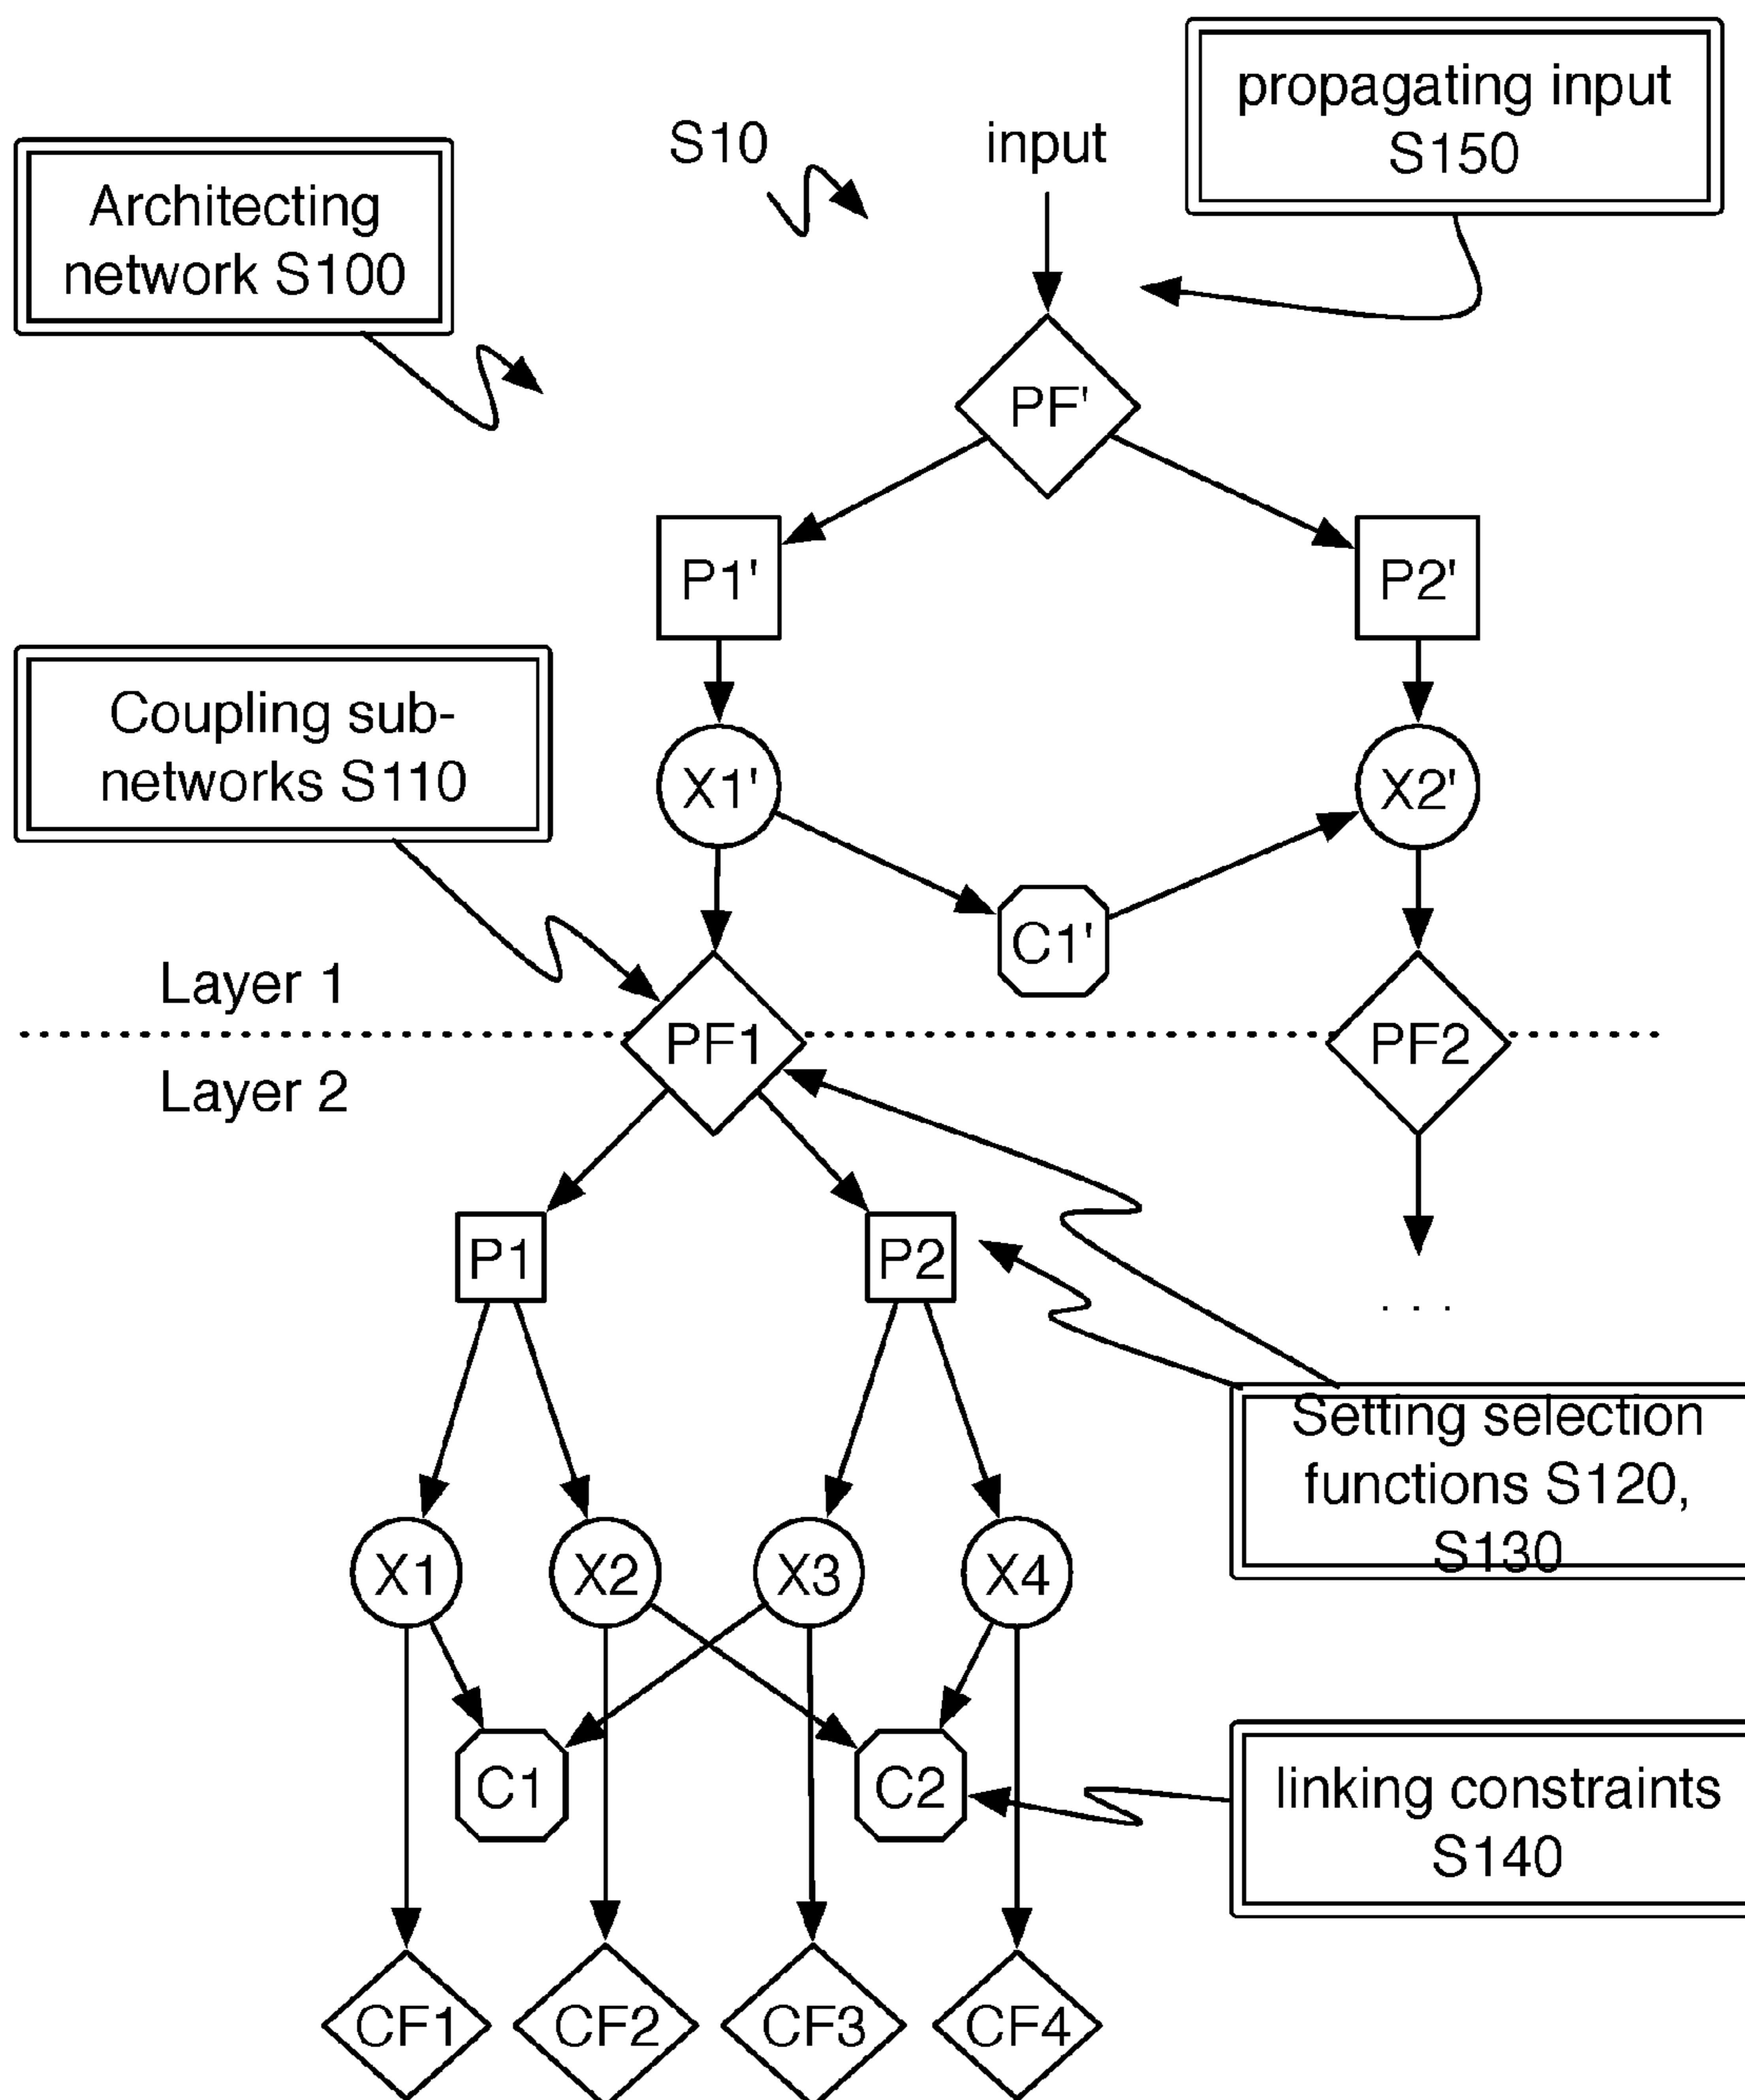 propagating input
S150
S10
input
Architecting
network S100
PF'
P1'
P2'
Coupling sub-
networks S110
X1'
X2'
C1'
Layer 1
PF1
PF2
Layer 2
P1
P2
. . .
Setting selection
functions S120,
S130
X1
X2
X3
X4
C1
C2
linking constraints
S140
CF1
CF2
CF3
CF4